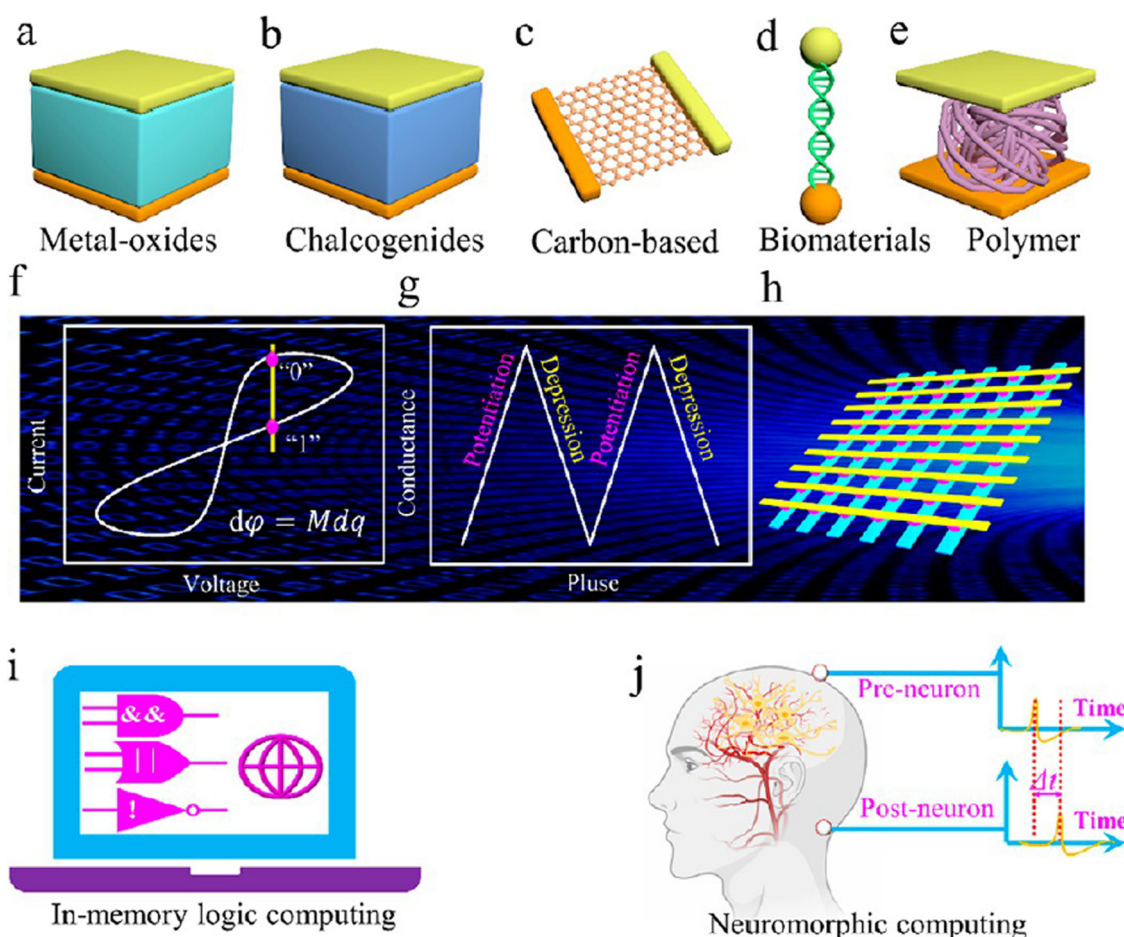 a
b
c
d
e
Metal-oxides
Chalcogenides
Carbon-based
Biomaterials
Polymer
f
g
h
Current
"0"
"1"
dφ = Mdq
Voltage
Conductance
Potentiation
Depression
Potentiation
Depression
Pluse
i
&&
||
!
In-memory logic computing
j
Pre-neuron
Time
Δt
Post-neuron
Time
Neuromorphic computing